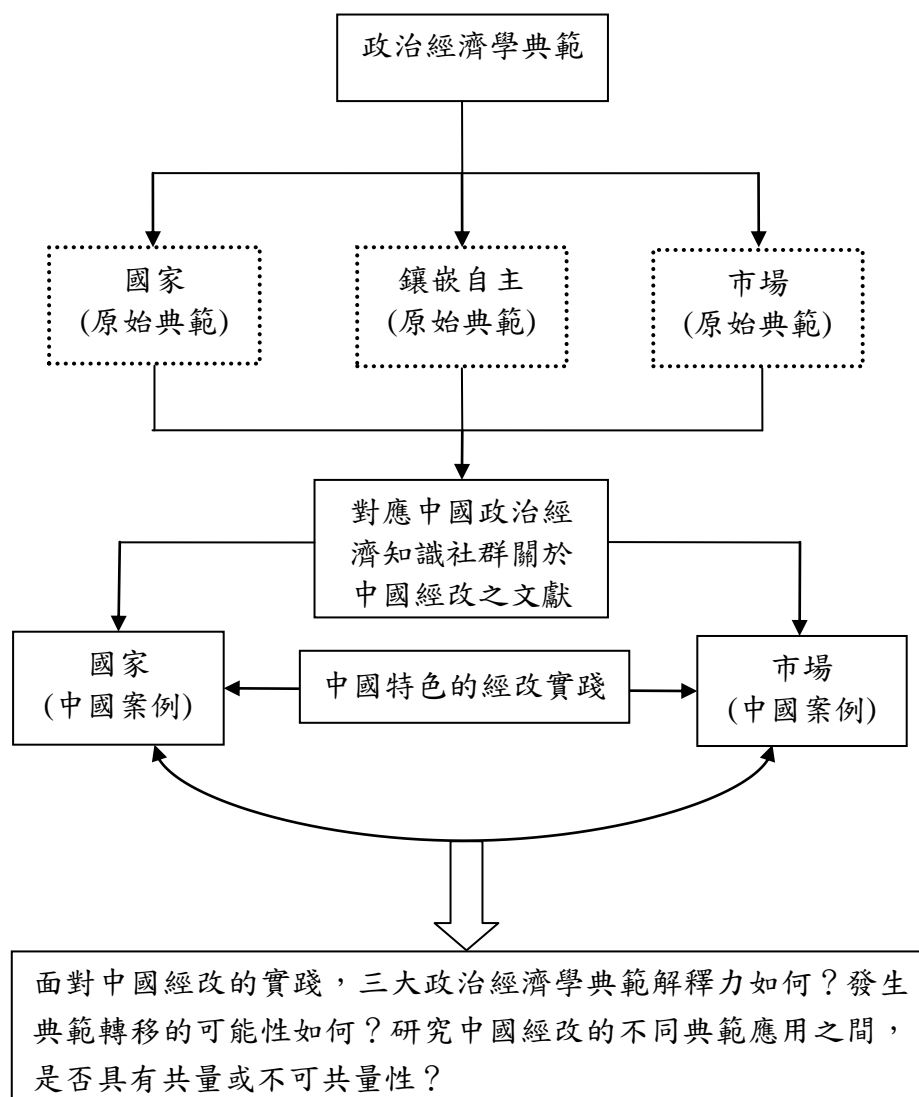 政治經濟學典範
國家
(原始典範)
鑲嵌自主
(原始典範)
市場
(原始典範)
對應中國政治經
濟知識社群關於
中國經改之文獻
國家
(中國案例)
中國特色的經改實踐
市場
(中國案例)
面對中國經改的實踐，三大政治經濟學典範解釋力如何？發生
典範轉移的可能性如何？研究中國經改的不同典範應用之間，
是否具有共量或不可共量性？